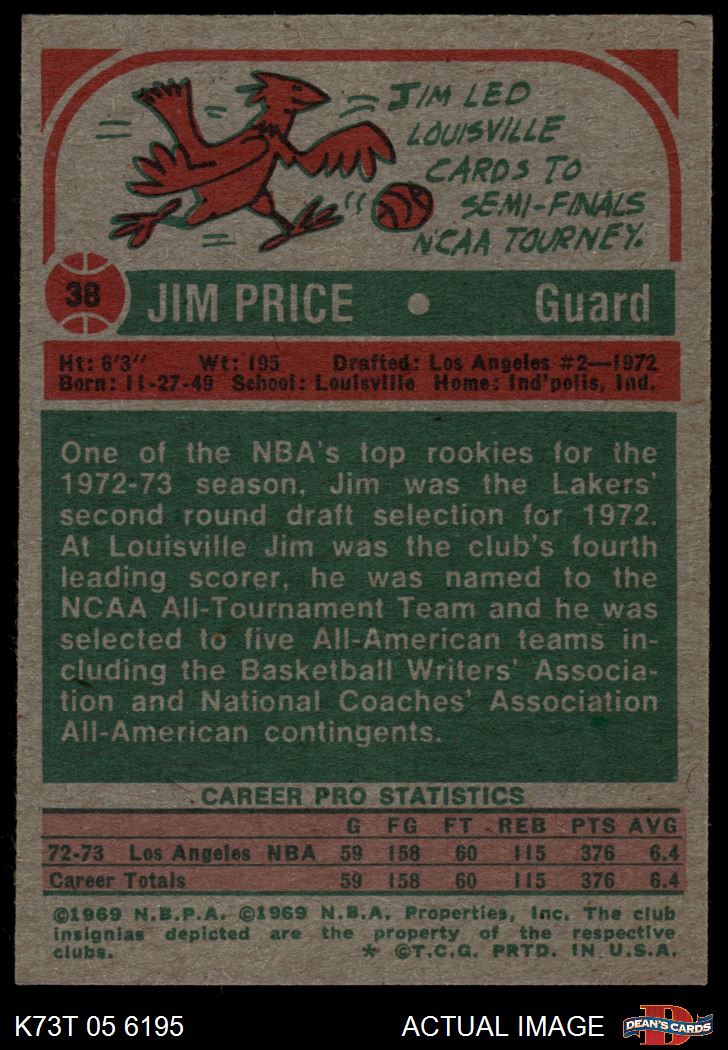 JIM LED
LOUISVILLE
CARDS TO
SEMI-FINALS
NCAA TOURNEY.
38 JIM PRICE • Guard
Ht: 6'3" Wt: 195 Drafted: Los Angeles #2—1972
Born: 11-27-49 School: Louisville Home: Ind'polis, Ind.
One of the NBA's top rookies for the
1972-73 season, Jim was the Lakers'
second round draft selection for 1972.
At Louisville Jim was the club's fourth
leading scorer, he was named to the
NCAA All-Tournament Team and he was
selected to five All-American teams in-
cluding the Basketball Writers' Associa-
tion and National Coaches' Association
All-American contingents.
CAREER PRO STATISTICS
G FG FT REB PTS AVG
72-73 Los Angeles NBA 59 158 60 115 376 6.4
Career Totals 59 158 60 115 376 6.4
©1969 N.B.P.A. ©1969 N.B.A. Properties, Inc. The club
insignias depicted are the property of the respective
clubs. * ©T.C.G. PRTD. IN U.S.A.
K73T 05 6195 ACTUAL IMAGE D DEAN'S CARDS